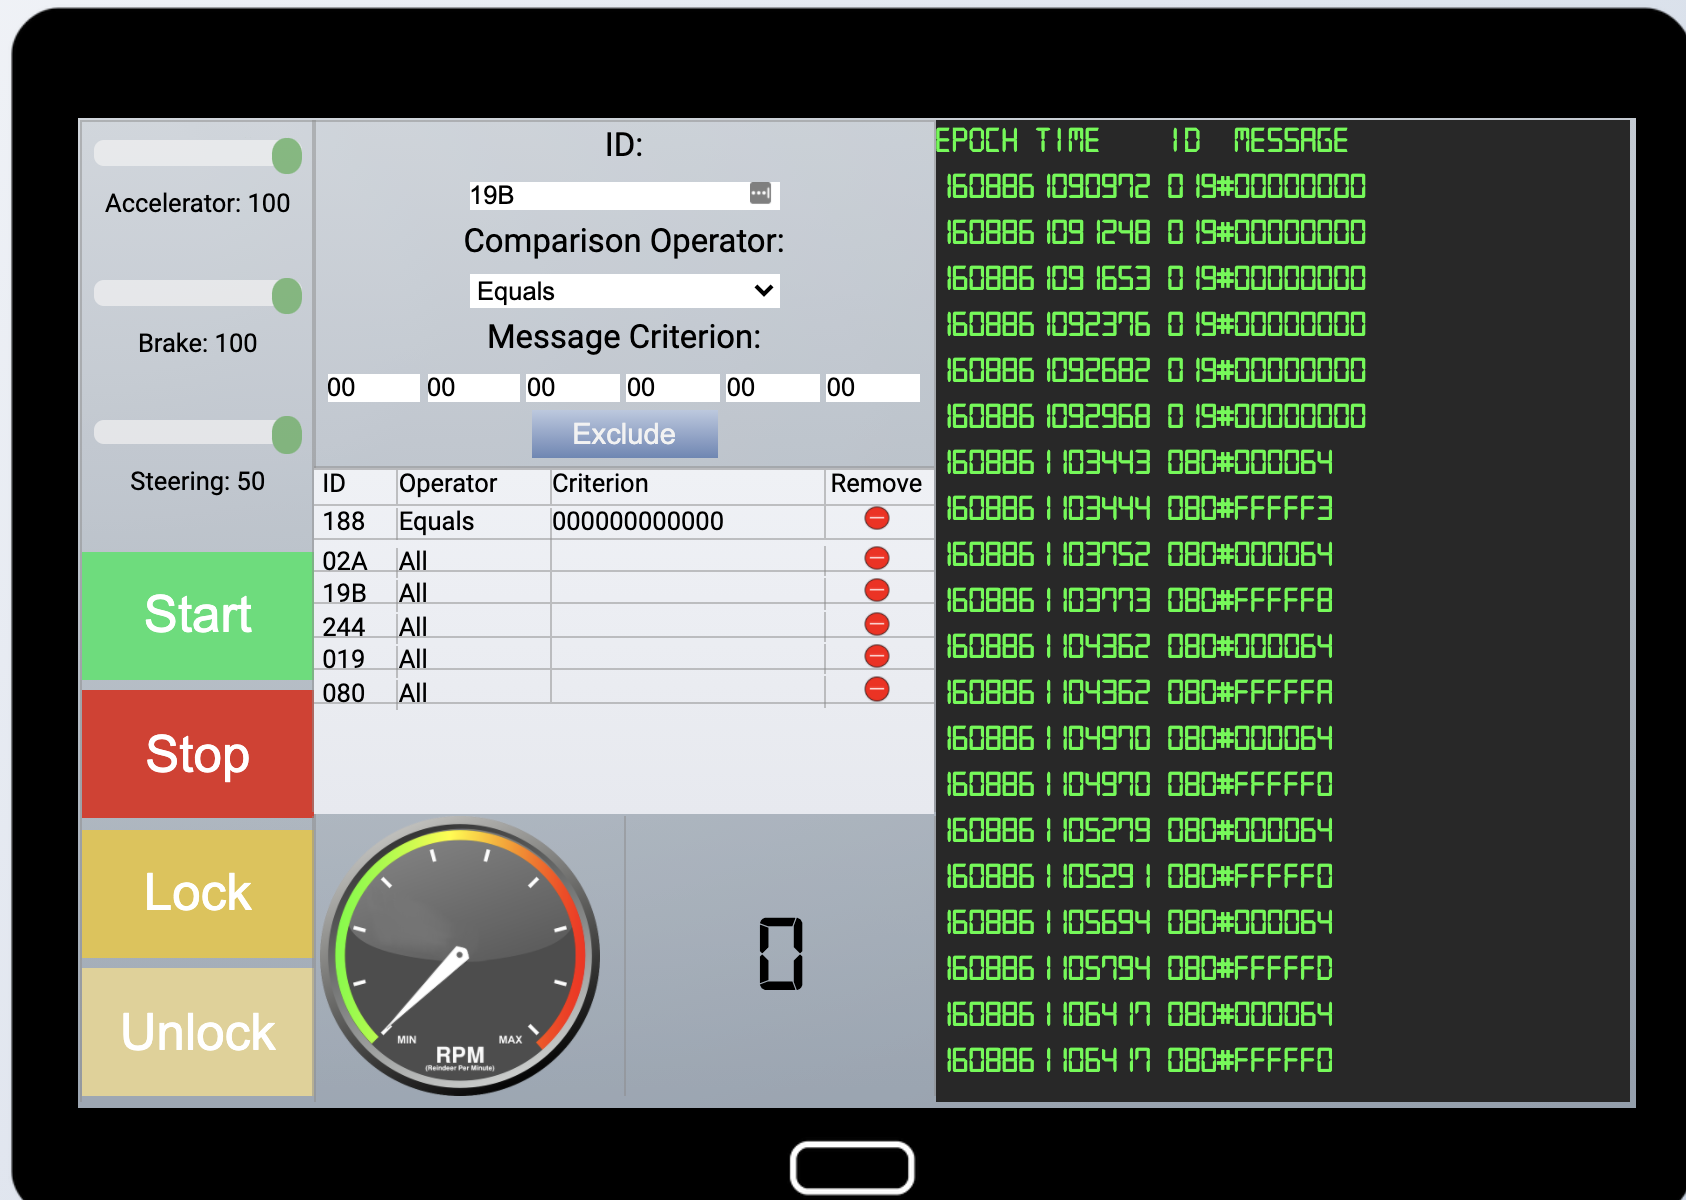 Accelerator: 100
Brake: 100
Steering: 50
Start
Stop
Lock
Unlock
ID:
19B
Comparison Operator:
Equals
Message Criterion:
00 00 00 00 00 00
Exclude
ID Operator Criterion Remove
188 Equals 000000000000
02A All
19B All
244 All
019 All
080 All
MIN MAX
RPM
(Reindeer Per Minute)
0
EPOCH TIME ID MESSAGE
1608861090972 019#00000000
1608861091248 019#00000000
1608861091653 019#00000000
1608861092376 019#00000000
1608861092682 019#00000000
1608861092968 019#00000000
1608861103443 080#000064
1608861103444 080#FFFFF3
1608861103752 080#000064
1608861103773 080#FFFFF8
1608861104362 080#000064
1608861104362 080#FFFFFA
1608861104970 080#000064
1608861104970 080#FFFFF0
1608861105279 080#000064
1608861105291 080#FFFFF0
1608861105694 080#000064
1608861105794 080#FFFFFD
1608861106417 080#000064
1608861106417 080#FFFFF0